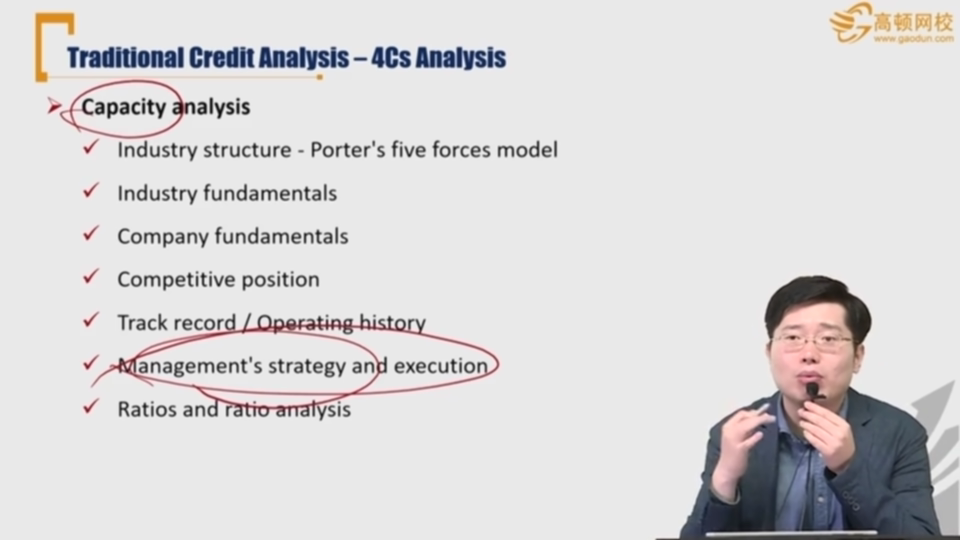 Traditional Credit Analysis – 4Cs Analysis
高顿网校
www.gaodun.com
Capacity analysis
Industry structure - Porter's five forces model
Industry fundamentals
Company fundamentals
Competitive position
Track record / Operating history
Management's strategy and execution
Ratios and ratio analysis